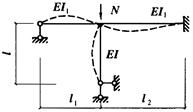 EI₁ N EI₁
EI
l
l₁ l₂